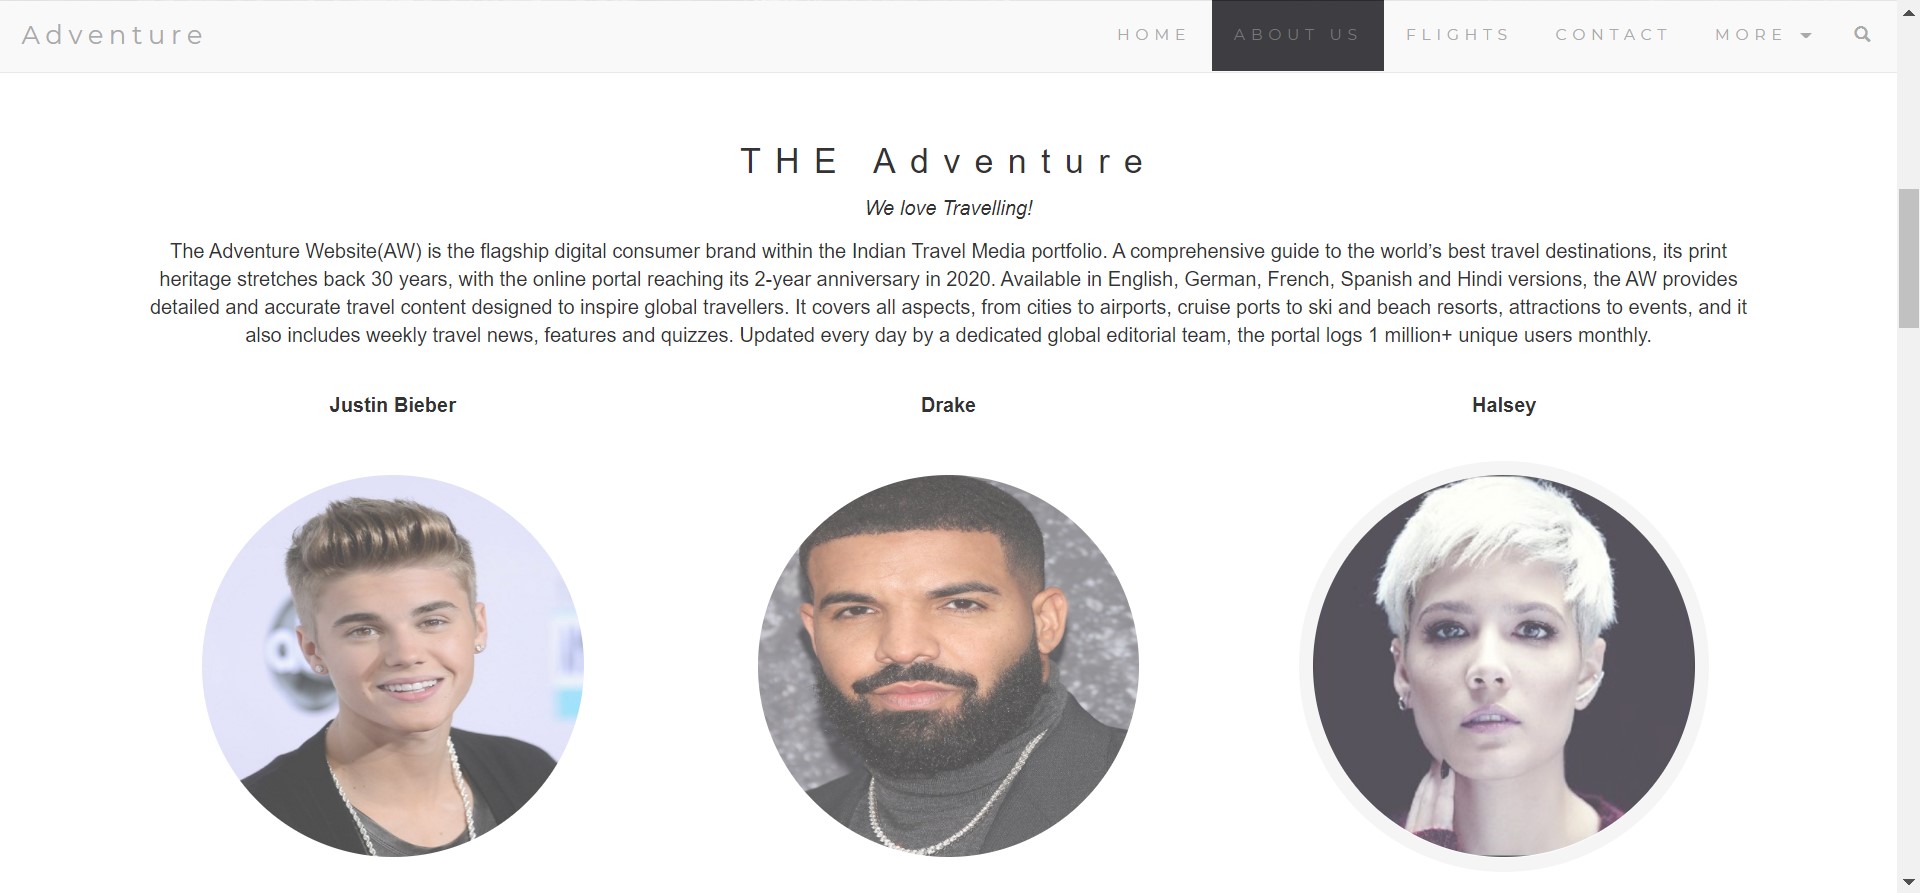 Adventure
HOME ABOUT US FLIGHTS CONTACT MORE
THE Adventure
We love Travelling!
The Adventure Website(AW) is the flagship digital consumer brand within the Indian Travel Media portfolio. A comprehensive guide to the world’s best travel destinations, its print
heritage stretches back 30 years, with the online portal reaching its 2-year anniversary in 2020. Available in English, German, French, Spanish and Hindi versions, the AW provides
detailed and accurate travel content designed to inspire global travellers. It covers all aspects, from cities to airports, cruise ports to ski and beach resorts, attractions to events, and it
also includes weekly travel news, features and quizzes. Updated every day by a dedicated global editorial team, the portal logs 1 million+ unique users monthly.
Justin Bieber
Drake
Halsey